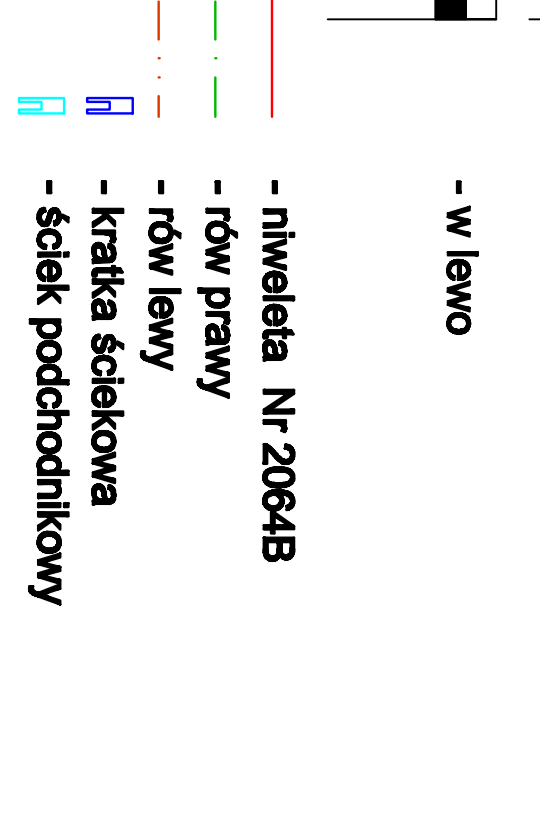 - w lewo
- niweleta Nr 2064B
- rów prawy
- rów lewy
- kratka ściekowa
- ściek podchodnikowy